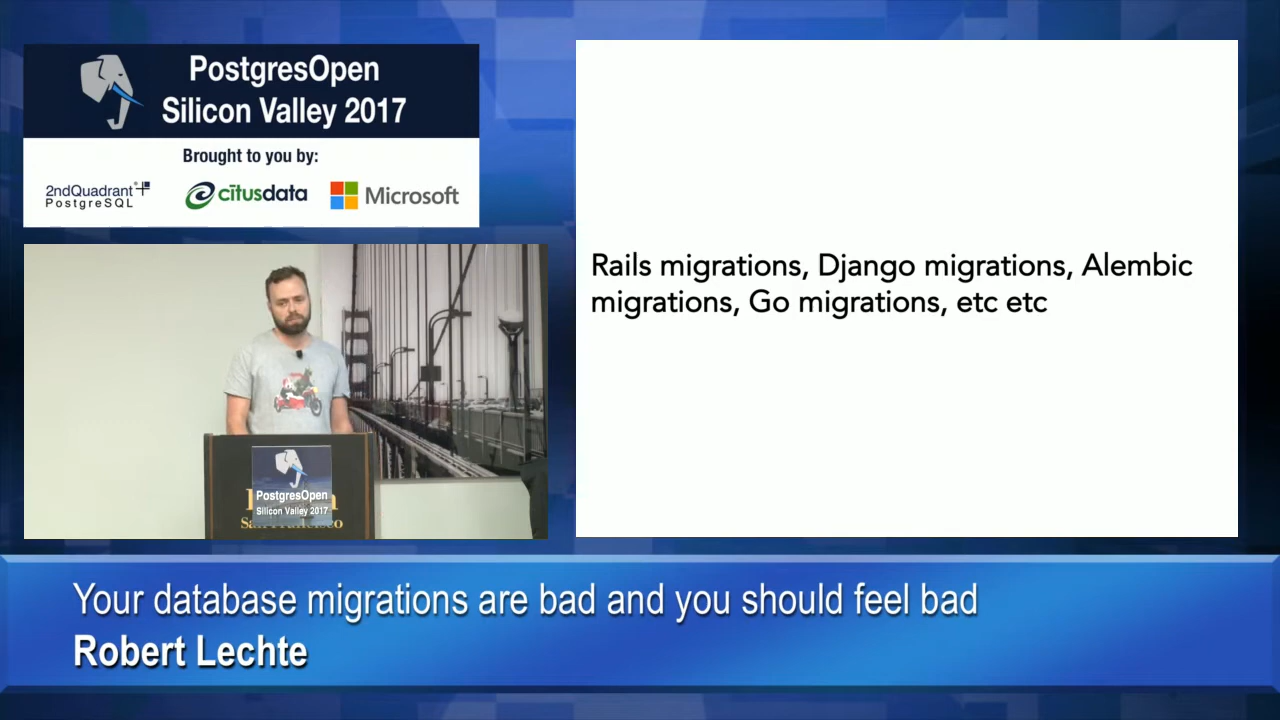 PostgresOpen
Silicon Valley 2017
Brought to you by:
2ndQuadrant
PostgreSQL
citusdata
Microsoft
Rails migrations, Django migrations, Alembic
migrations, Go migrations, etc etc
PostgresOpen
Silicon Valley 2017
San Francisco
Your database migrations are bad and you should feel bad
Robert Lechte